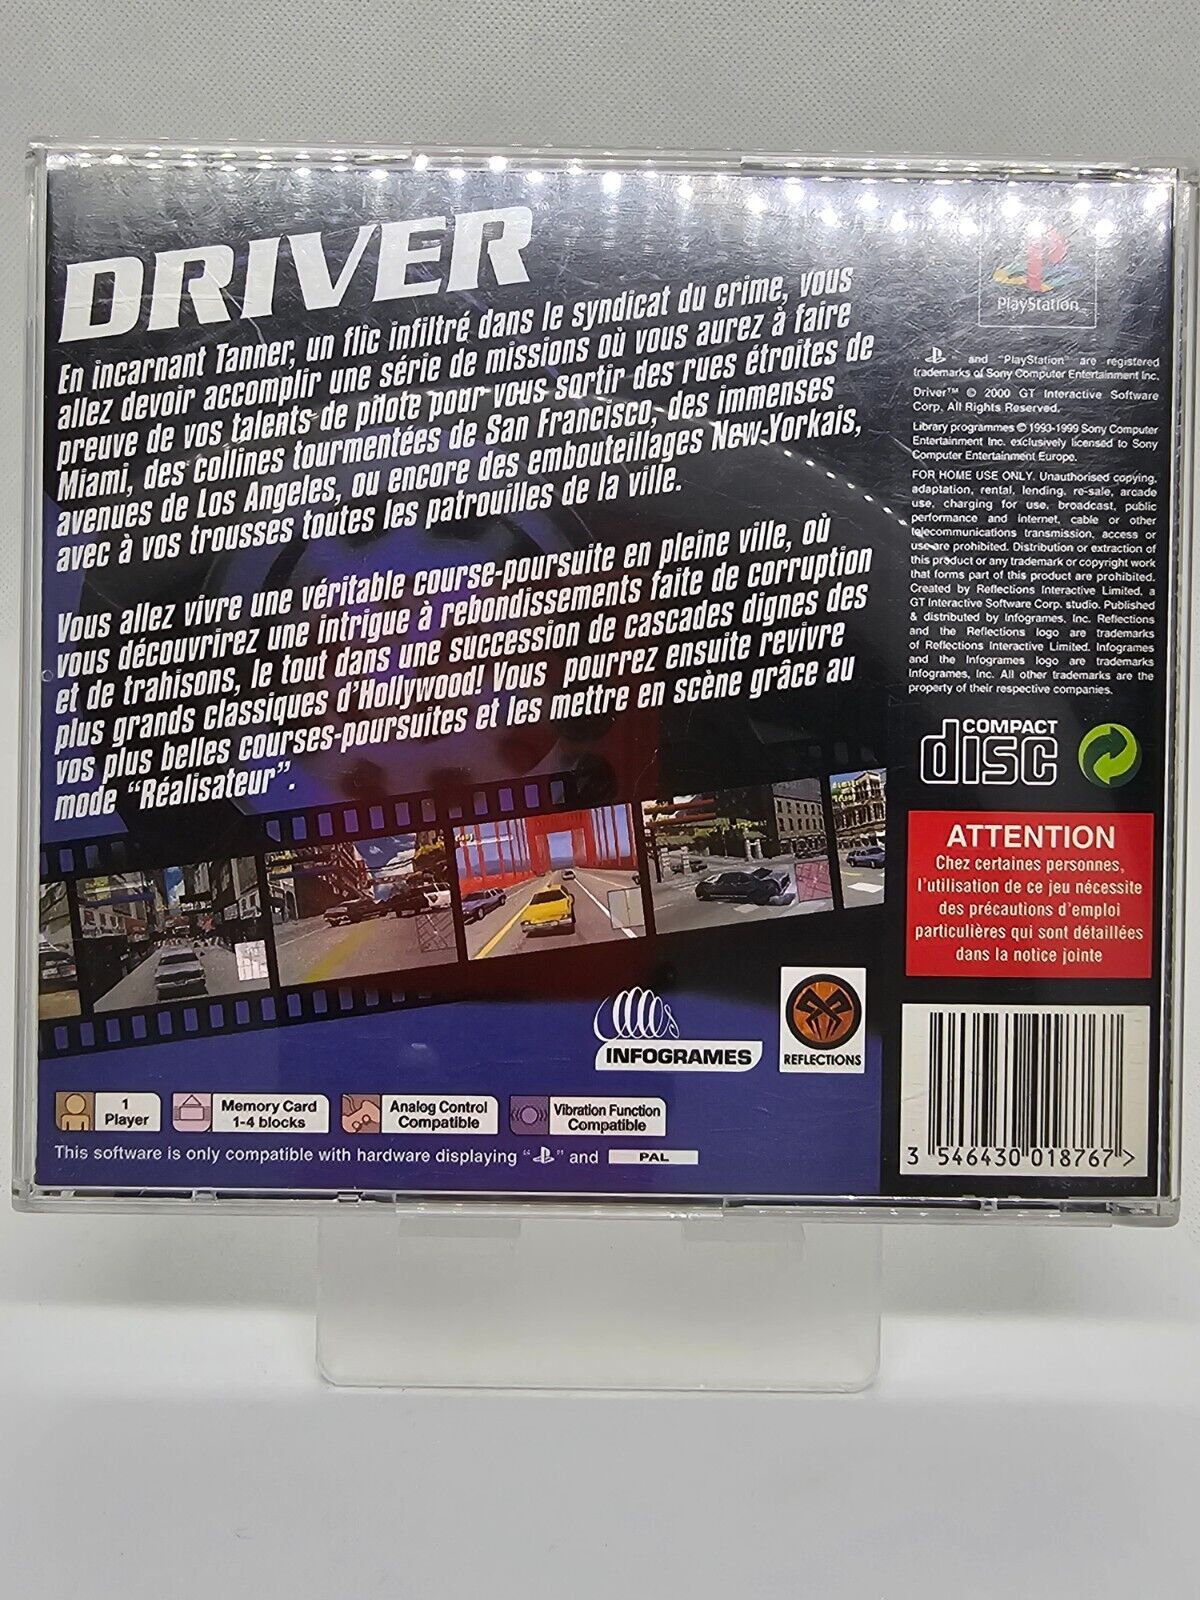 DRIVER
En incarnant Tanner, un flic infiltré dans le syndicat du crime, vous
allez devoir accomplir une série de missions où vous aurez à faire
preuve de vos talents de pilote pour vous sortir des rues étroites de
Miami, des collines tourmentées de San Francisco, des immenses
avenues de Los Angeles, ou encore des embouteillages New-Yorkais,
avec à vos trousses toutes les patrouilles de la ville.
Vous allez vivre une véritable course-poursuite en pleine ville, où
vous découvrirez une intrigue à rebondissements faite de corruption
et de trahisons, le tout dans une succession de cascades dignes des
plus grands classiques d'Hollywood! Vous pourrez ensuite revivre
vos plus belles courses-poursuites et les mettre en scène grâce au
mode "Réalisateur".
INFOGRAMES
REFLECTIONS
1
Player
Memory Card
1-4 blocks
Analog Control
Compatible
Vibration Function
Compatible
This software is only compatible with hardware displaying " " and PAL
PlayStation
" " and "PlayStation" are registered
trademarks of Sony Computer Entertainment Inc.
Driver™ © 2000 GT Interactive Software
Corp, All Rights Reserved.
Library programmes © 1993-1999 Sony Computer
Entertainment Inc. exclusively licensed to Sony
Computer Entertainment Europe.
FOR HOME USE ONLY. Unauthorised copying,
adaptation, rental, lending, re-sale, arcade
use, charging for use, broadcast, public
performance and internet, cable or other
telecommunications transmission, access or
use are prohibited. Distribution or extraction of
this product or any trademark or copyright work
that forms part of this product are prohibited.
Created by Reflections Interactive Limited, a
GT Interactive Software Corp. studio. Published
& distributed by Infogrames, Inc. Reflections
and the Reflections logo are trademarks
of Reflections Interactive Limited. Infogrames
and the Infogrames logo are trademarks
Infogrames, Inc. All other trademarks are the
property of their respective companies.
COMPACT
disc
ATTENTION
Chez certaines personnes,
l'utilisation de ce jeu nécessite
des précautions d'emploi
particulières qui sont détaillées
dans la notice jointe
3 546430 018767 >